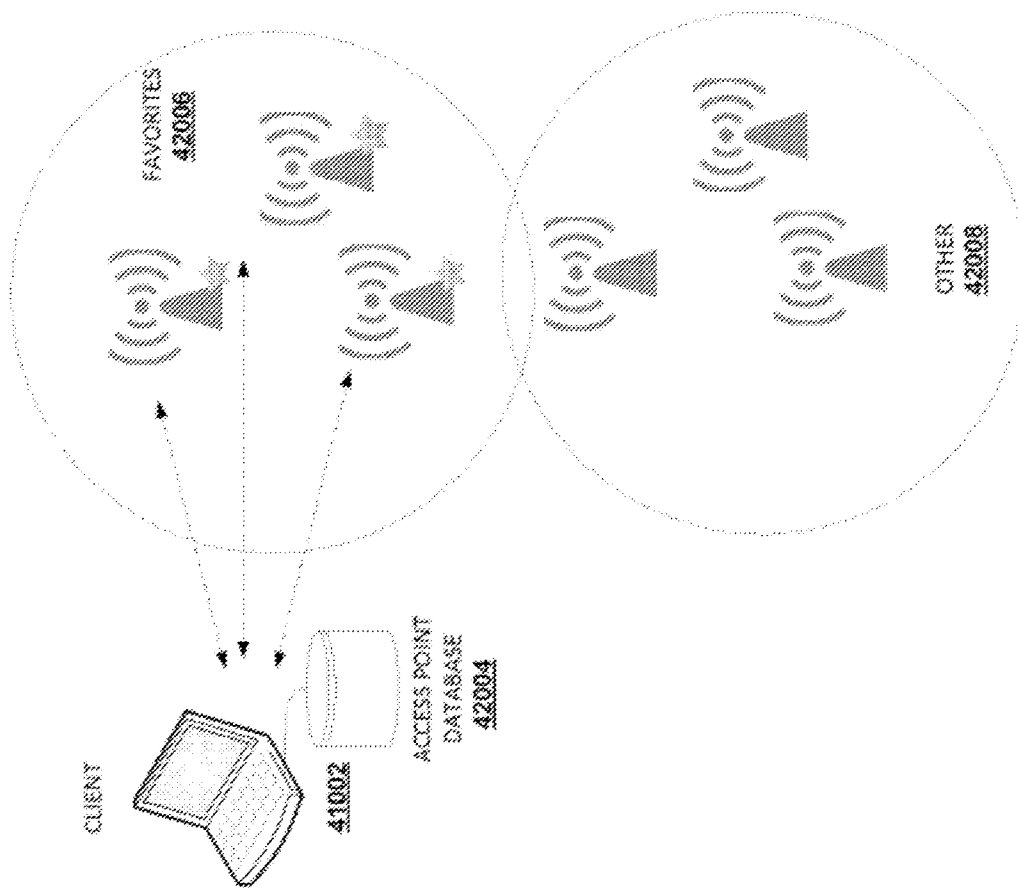 CLIENT
41002
ACCESS POINT
DATABASE
42004
FAVORITES
42006
OTHER
42008